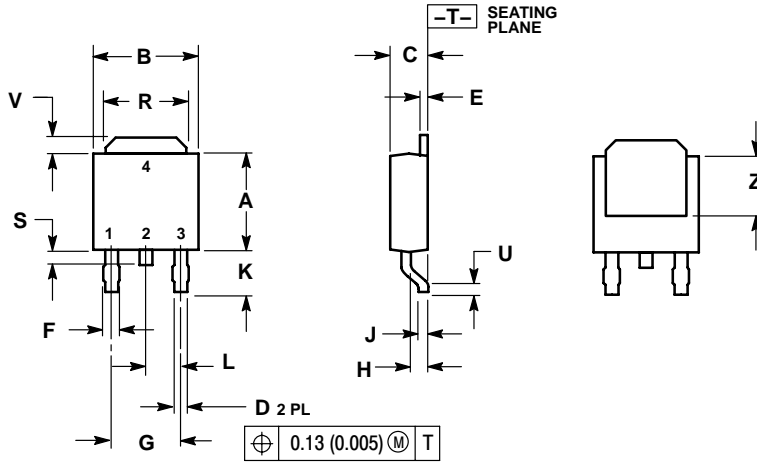 –T– SEATING
PLANE
B
C
V
R
E
4
Z
A
S
1 2 3
K
U
F
J
L
H
D 2 PL
G
⌖ 0.13 (0.005) Ⓜ T